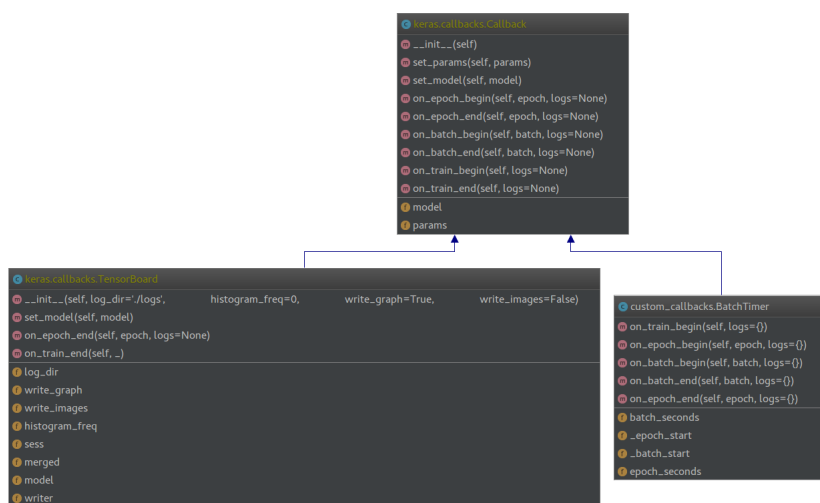 keras.callbacks.Callback
__init__(self)
set_params(self, params)
set_model(self, model)
on_epoch_begin(self, epoch, logs=None)
on_epoch_end(self, epoch, logs=None)
on_batch_begin(self, batch, logs=None)
on_batch_end(self, batch, logs=None)
on_train_begin(self, logs=None)
on_train_end(self, logs=None)
model
params
keras.callbacks.TensorBoard
__init__(self, log_dir='./logs', histogram_freq=0, write_graph=True, write_images=False)
set_model(self, model)
on_epoch_end(self, epoch, logs=None)
on_train_end(self, _)
log_dir
write_graph
write_images
histogram_freq
sess
merged
model
writer
custom_callbacks.BatchTimer
on_train_begin(self, logs={})
on_epoch_begin(self, epoch, logs={})
on_batch_begin(self, batch, logs={})
on_batch_end(self, batch, logs={})
on_epoch_end(self, epoch, logs={})
batch_seconds
_epoch_start
_batch_start
epoch_seconds